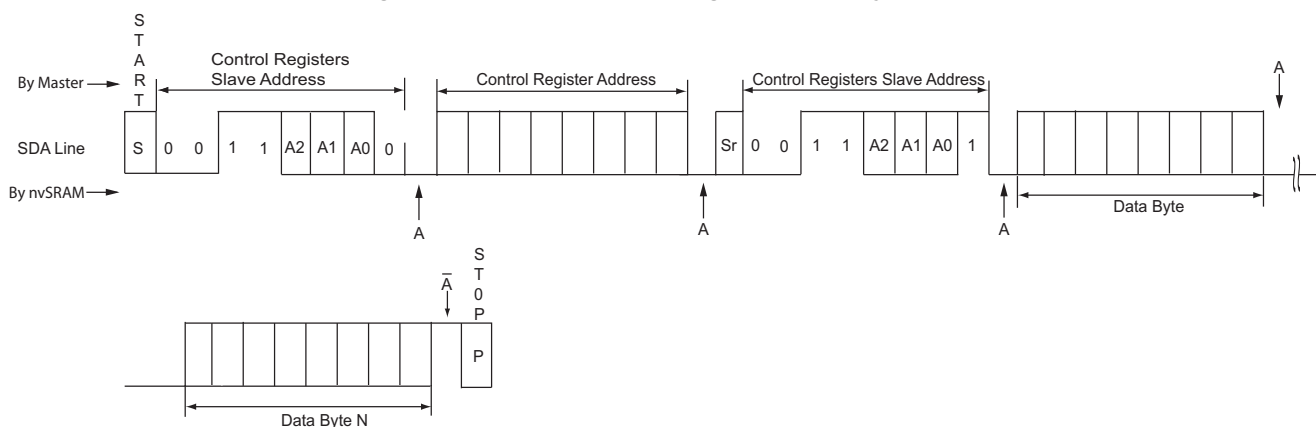 START
Control Registers
Slave Address
By Master
Control Register Address
Control Registers Slave Address
A
SDA Line
S 0 0 1 1 A2 A1 A0 0
Sr 0 0 1 1 A2 A1 A0 1
By nvSRAM
A
A
A
Data Byte
A̅
ST0P
P
Data Byte N